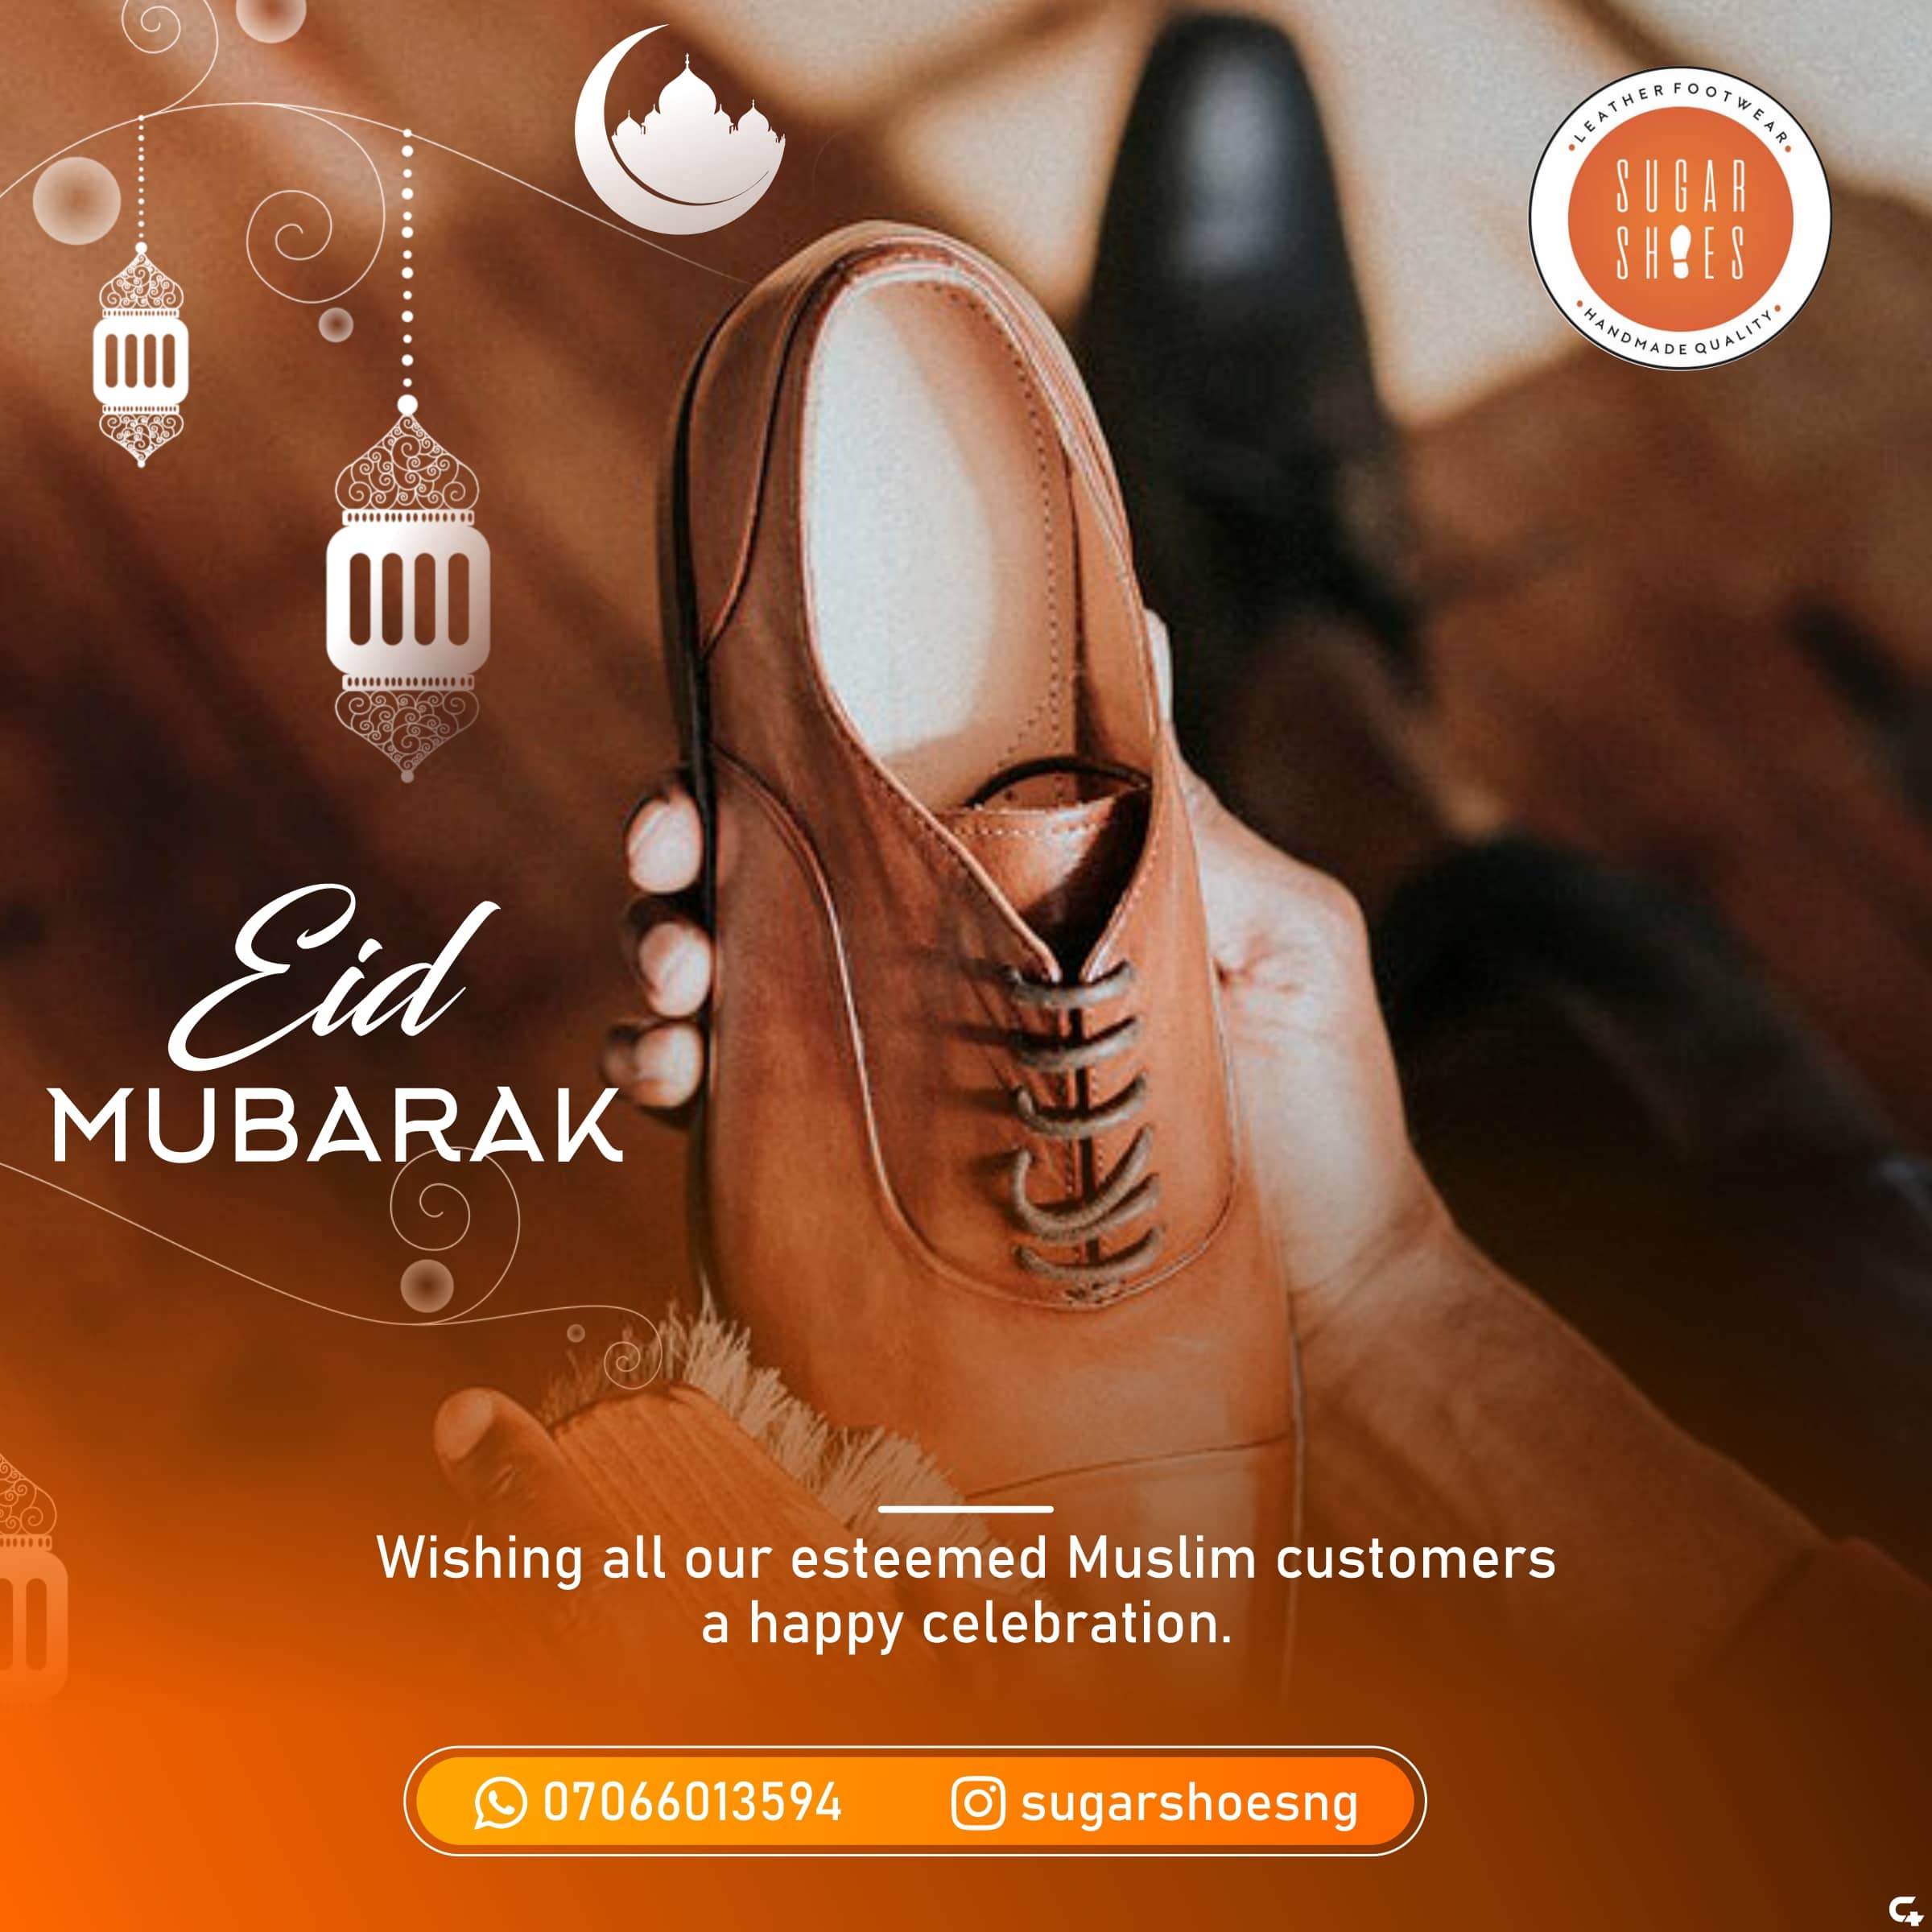 LEATHER FOOTWEAR
SUGAR
SHOES
HANDMADE QUALITY
Eid
MUBARAK
Wishing all our esteemed Muslim customers
a happy celebration.
07066013594 sugarshoesng